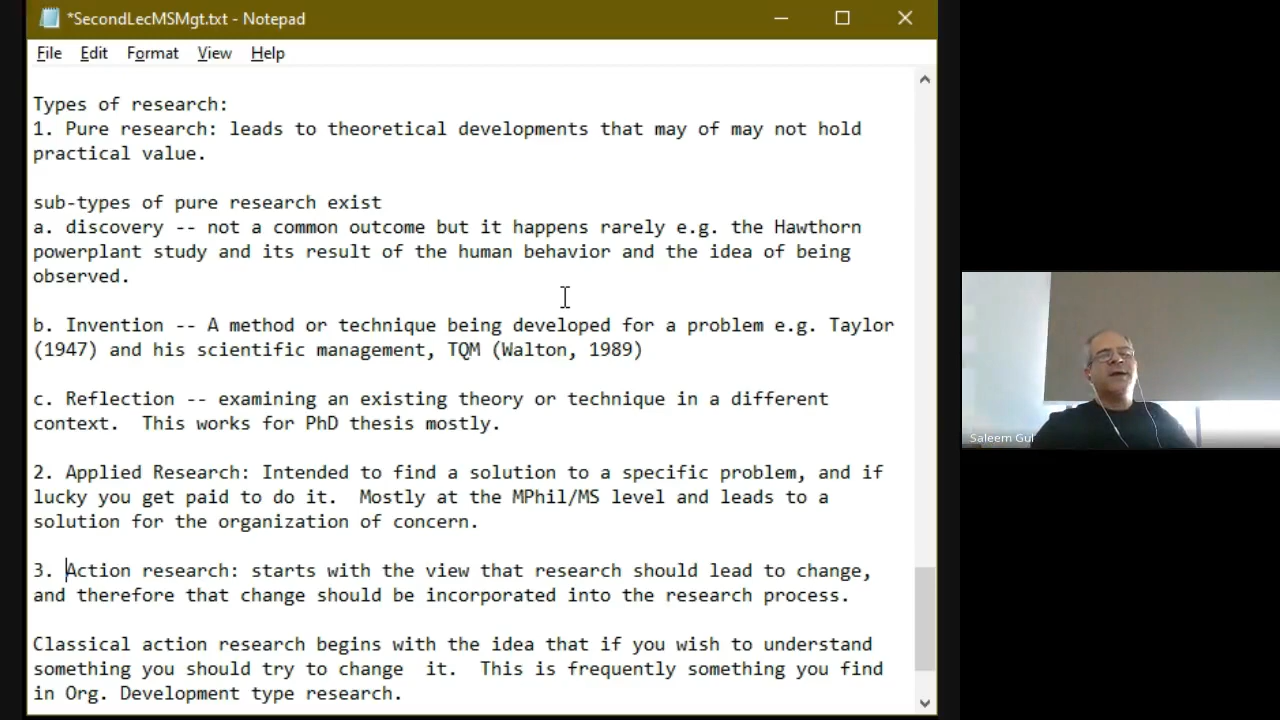 *SecondLecMSMgt.txt - Notepad
File Edit Format View Help
Types of research:
1. Pure research: leads to theoretical developments that may of may not hold
practical value.
sub-types of pure research exist
a. discovery -- not a common outcome but it happens rarely e.g. the Hawthorn
powerplant study and its result of the human behavior and the idea of being
observed.
b. Invention -- A method or technique being developed for a problem e.g. Taylor
(1947) and his scientific management, TQM (Walton, 1989)
c. Reflection -- examining an existing theory or technique in a different
context.  This works for PhD thesis mostly.
2. Applied Research: Intended to find a solution to a specific problem, and if
lucky you get paid to do it.  Mostly at the MPhil/MS level and leads to a
solution for the organization of concern.
3. Action research: starts with the view that research should lead to change,
and therefore that change should be incorporated into the research process.
Classical action research begins with the idea that if you wish to understand
something you should try to change  it.  This is frequently something you find
in Org. Development type research.
Saleem Gul